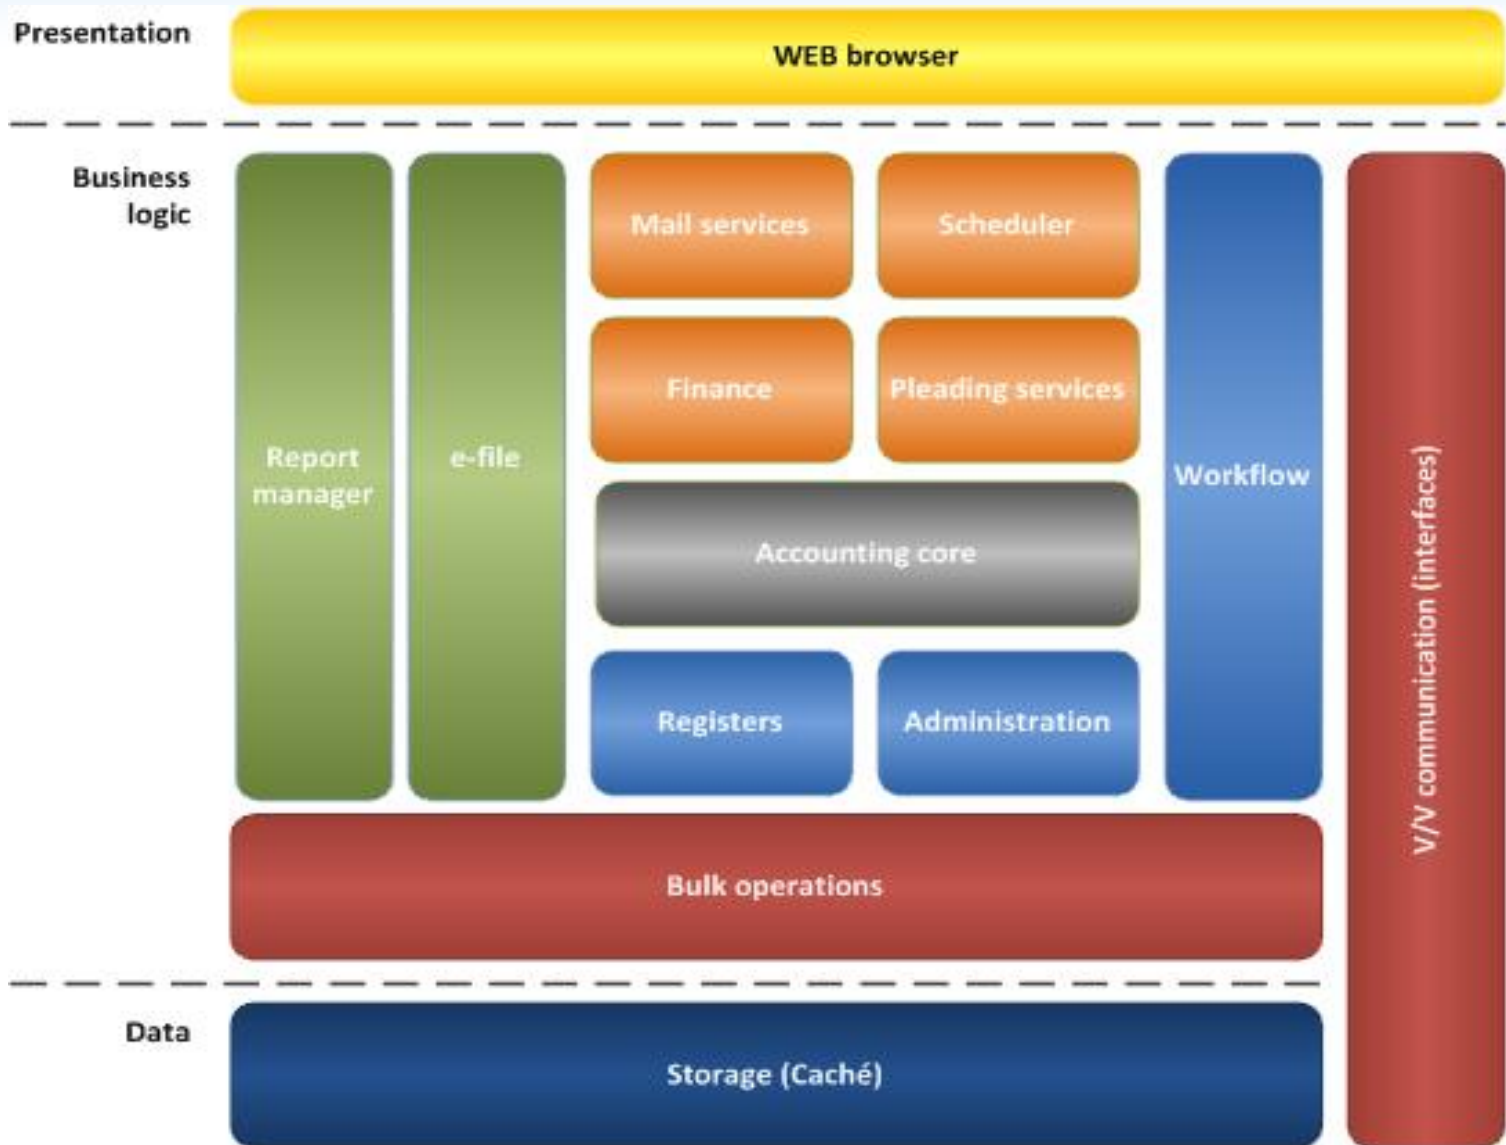 Presentation
WEB browser
Business
logic
Mail services
Scheduler
Finance
Pleading services
Report
manager
e-file
Workflow
Accounting core
Registers
Administration
V/V communication (interfaces)
Bulk operations
Data
Storage (Caché)